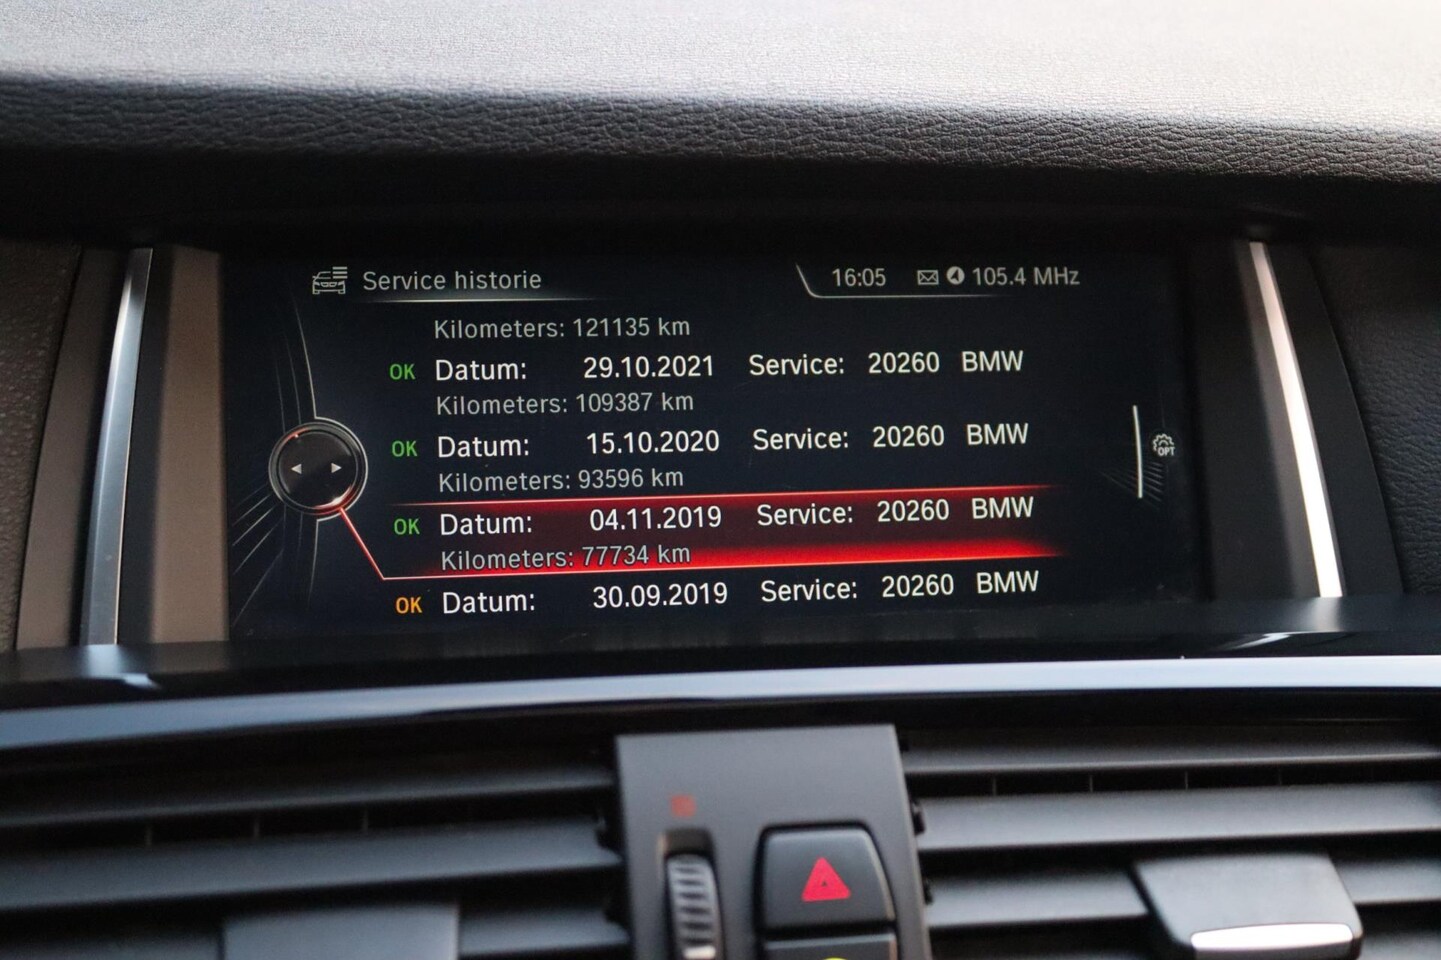 Service historie 16:05 105.4 MHz
Kilometers: 121135 km
OK Datum: 29.10.2021 Service: 20260 BMW
Kilometers: 109387 km
OK Datum: 15.10.2020 Service: 20260 BMW
Kilometers: 93596 km
OPT
OK Datum: 04.11.2019 Service: 20260 BMW
Kilometers: 77734 km
OK Datum: 30.09.2019 Service: 20260 BMW